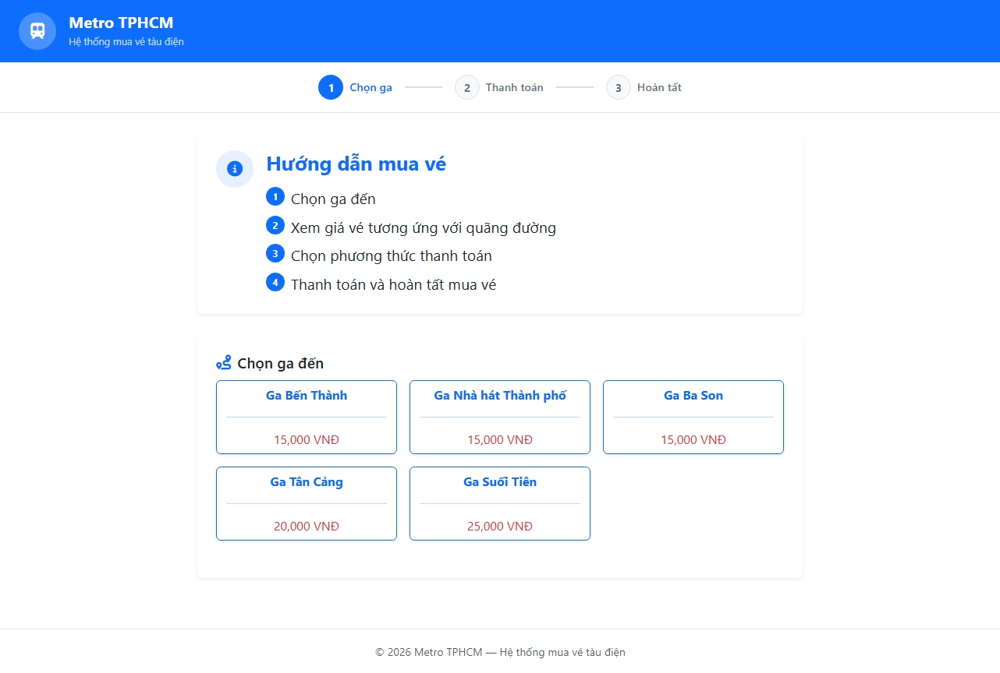 Metro TPHCM
Hệ thống mua vé tàu điện
1 Chọn ga 2 Thanh toán 3 Hoàn tất
Hướng dẫn mua vé
1 Chọn ga đến
2 Xem giá vé tương ứng với quãng đường
3 Chọn phương thức thanh toán
4 Thanh toán và hoàn tất mua vé
Chọn ga đến
Ga Bến Thành
15,000 VNĐ
Ga Nhà hát Thành phố
15,000 VNĐ
Ga Ba Son
15,000 VNĐ
Ga Tân Cảng
20,000 VNĐ
Ga Suối Tiên
25,000 VNĐ
© 2026 Metro TPHCM — Hệ thống mua vé tàu điện